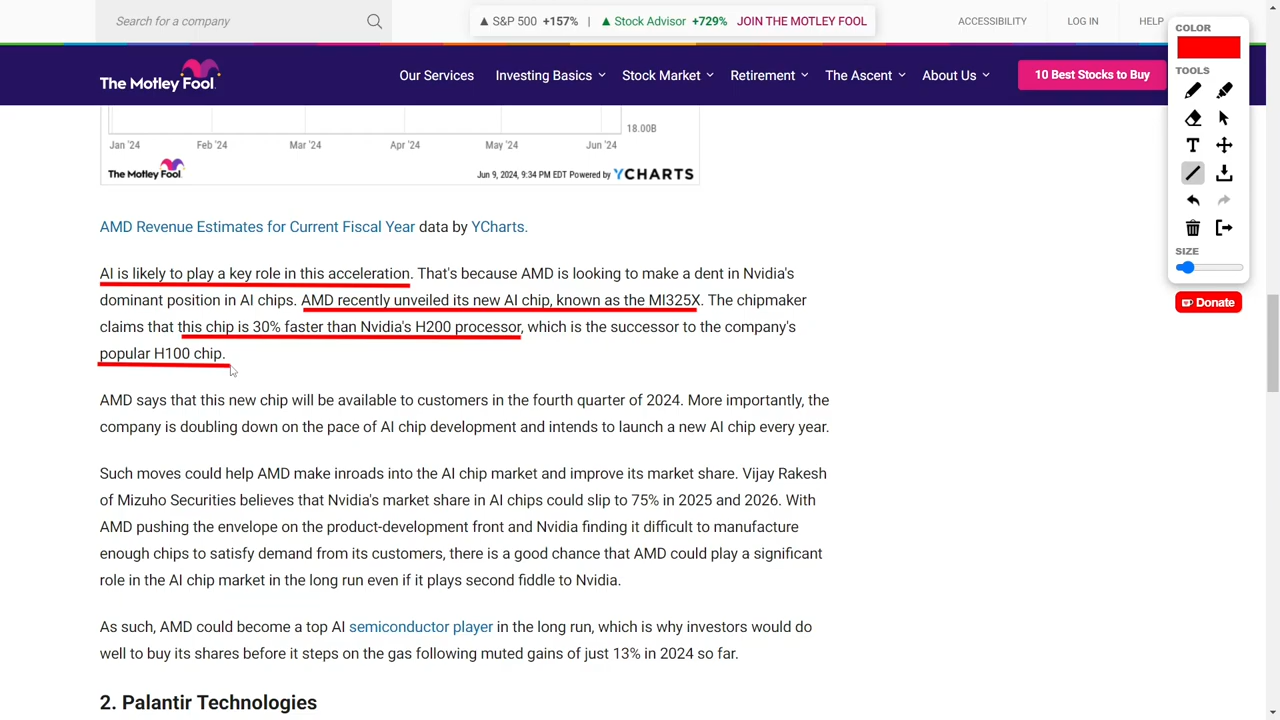 Search for a company
▲ S&P 500 +157% | ▲ Stock Advisor +729% JOIN THE MOTLEY FOOL
ACCESSIBILITY LOG IN HELP
The Motley Fool
Our Services Investing Basics Stock Market Retirement The Ascent About Us 10 Best Stocks to Buy
COLOR
TOOLS
T
SIZE
Donate
18.00B
Jan '24 Feb '24 Mar '24 Apr '24 May '24 Jun '24
The Motley Fool Jun 9, 2024, 9:34 PM EDT Powered by YCHARTS
AMD Revenue Estimates for Current Fiscal Year data by YCharts.
AI is likely to play a key role in this acceleration. That's because AMD is looking to make a dent in Nvidia's
dominant position in AI chips. AMD recently unveiled its new AI chip, known as the MI325X. The chipmaker
claims that this chip is 30% faster than Nvidia's H200 processor, which is the successor to the company's
popular H100 chip.
AMD says that this new chip will be available to customers in the fourth quarter of 2024. More importantly, the
company is doubling down on the pace of AI chip development and intends to launch a new AI chip every year.
Such moves could help AMD make inroads into the AI chip market and improve its market share. Vijay Rakesh
of Mizuho Securities believes that Nvidia's market share in AI chips could slip to 75% in 2025 and 2026. With
AMD pushing the envelope on the product-development front and Nvidia finding it difficult to manufacture
enough chips to satisfy demand from its customers, there is a good chance that AMD could play a significant
role in the AI chip market in the long run even if it plays second fiddle to Nvidia.
As such, AMD could become a top AI semiconductor player in the long run, which is why investors would do
well to buy its shares before it steps on the gas following muted gains of just 13% in 2024 so far.
2. Palantir Technologies